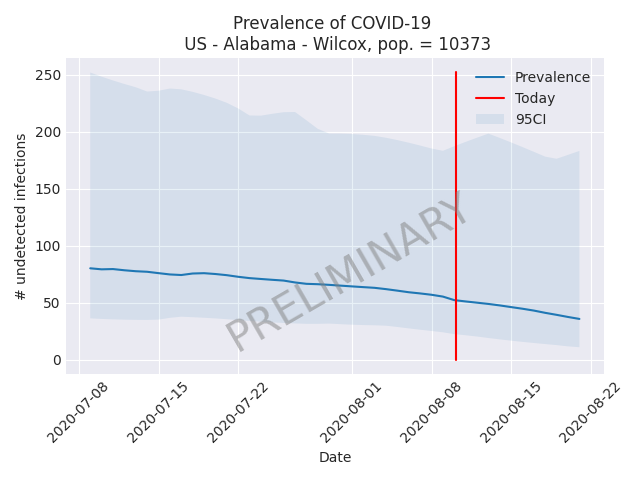 Prevalence of COVID-19
US - Alabama - Wilcox, pop. = 10373
250
200
150
100
50
0
# undetected infections
Prevalence
Today
95CI
PRELIMINARY
2020-07-08
2020-07-15
2020-07-22
2020-08-01
2020-08-08
2020-08-15
2020-08-22
Date